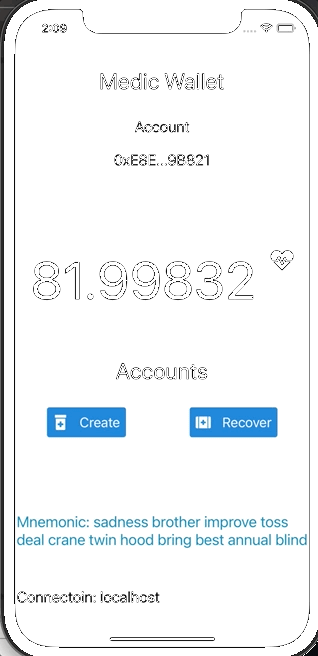 2:09
Medic Wallet
Account
0xE8E...98821
81.99832
Accounts
Create Recover
Mnemonic: sadness brother improve toss
deal crane twin hood bring best annual blind
Connectoin: localhost